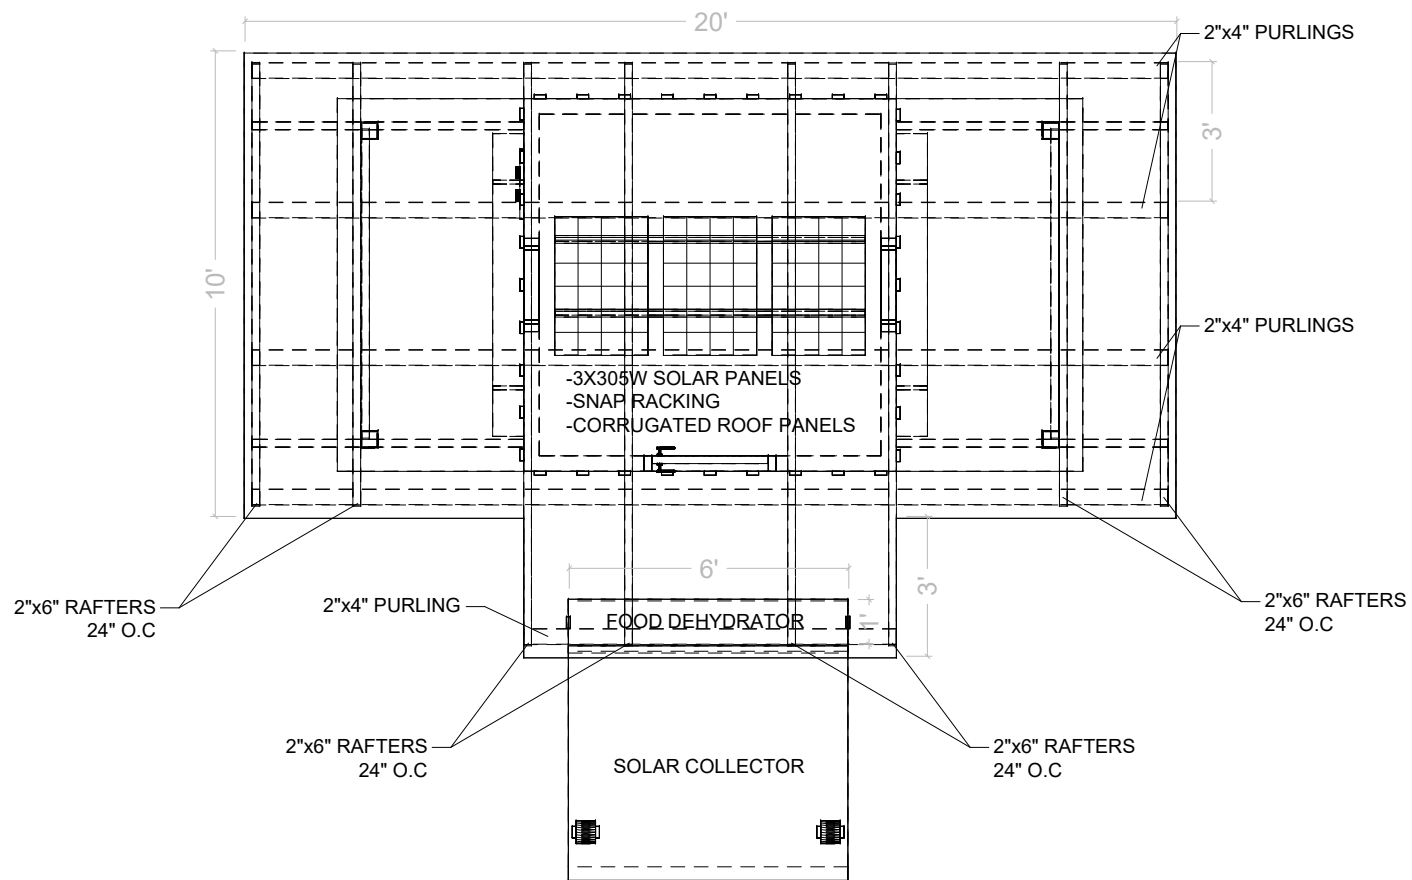 20'
2"x4" PURLINGS
3'
10'
2"x4" PURLINGS
-3X305W SOLAR PANELS
-SNAP RACKING
-CORRUGATED ROOF PANELS
6'
3'
2"x6" RAFTERS
24" O.C
2"x4" PURLING
FOOD DEHYDRATOR
1'
2"x6" RAFTERS
24" O.C
2"x6" RAFTERS
24" O.C
SOLAR COLLECTOR
2"x6" RAFTERS
24" O.C